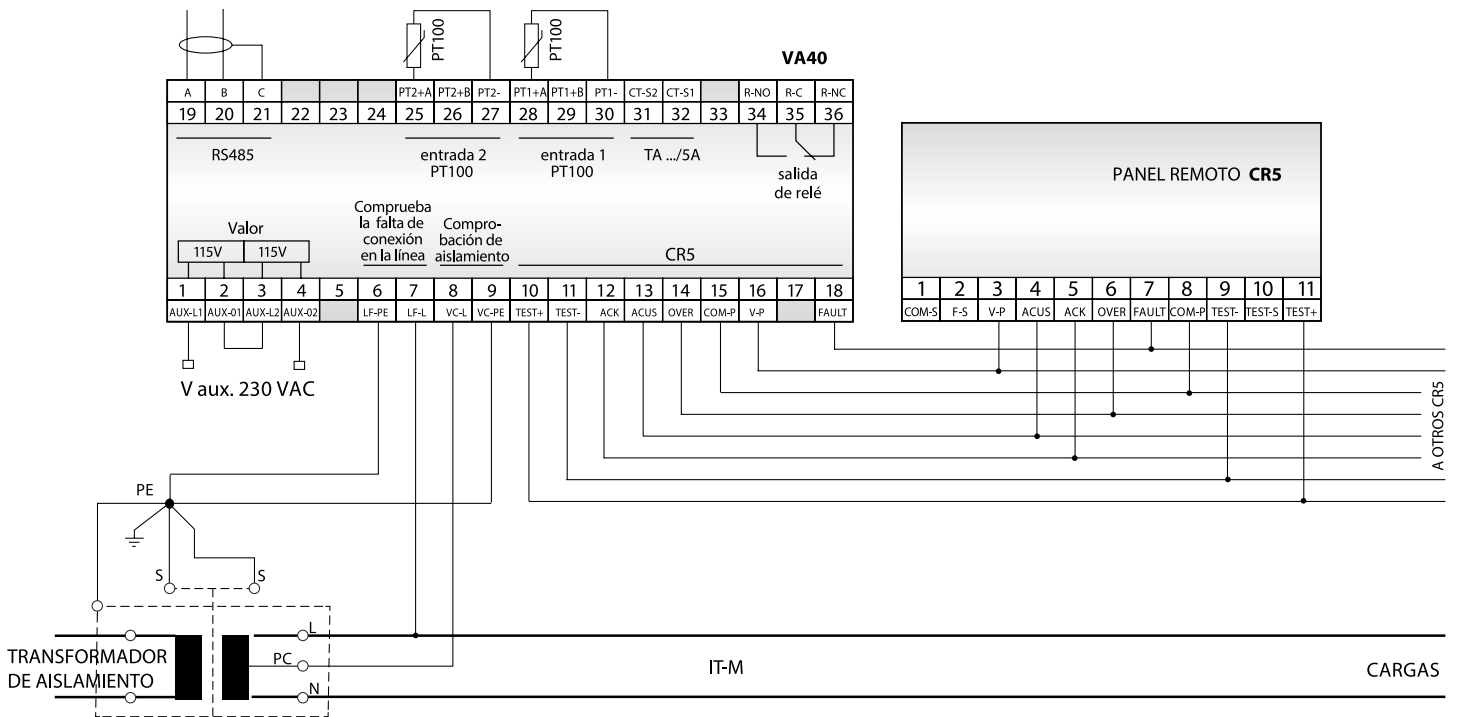 PT100
PT100
VA40
A B C PT2+A PT2+B PT2- PT1+A PT1+B PT1- CT-S2 CT-S1 R-NO R-C R-NC
19 20 21 22 23 24 25 26 27 28 29 30 31 32 33 34 35 36
RS485
entrada 2
PT100
entrada 1
PT100
TA .../5A
salida
de relé
Valor
115V 115V
Comprueba
la falta de
conexión
en la línea
Compro-
bación de
aislamiento
CR5
1 2 3 4 5 6 7 8 9 10 11 12 13 14 15 16 17 18
AUX-L1 AUX-01 AUX-L2 AUX-02 LF-PE LF-L VC-L VC-PE TEST+ TEST- ACK ACUS OVER COM-P V-P FAULT
V aux. 230 VAC
PANEL REMOTO CR5
1 2 3 4 5 6 7 8 9 10 11
COM-S F-S V-P ACUS ACK OVER FAULT COM-P TEST- TEST-S TEST+
A OTROS CR5
PE
S S
L
PC
N
TRANSFORMADOR
DE AISLAMIENTO
IT-M
CARGAS